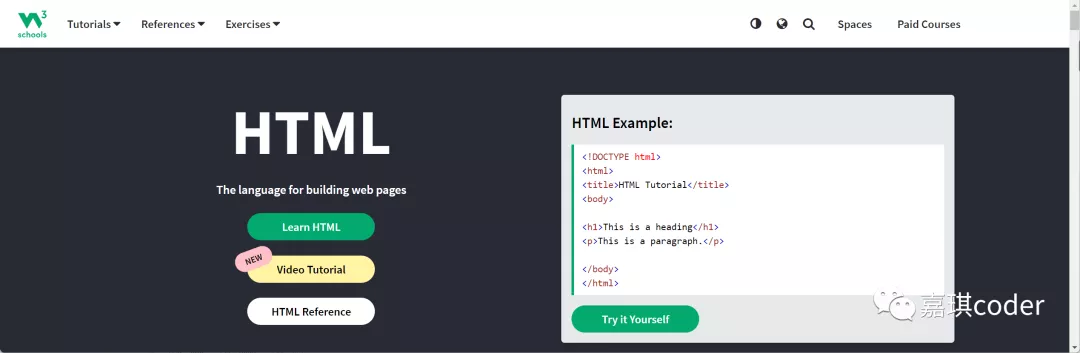 W3
schools
Tutorials
References
Exercises
Spaces
Paid Courses
HTML
The language for building web pages
Learn HTML
NEW
Video Tutorial
HTML Reference
HTML Example:
<!DOCTYPE html>
<html>
<title>HTML Tutorial</title>
<body>
<h1>This is a heading</h1>
<p>This is a paragraph.</p>
</body>
</html>
Try it Yourself
嘉琪coder